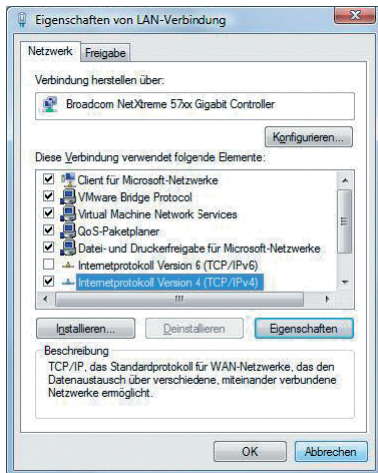 Eigenschaften von LAN-Verbindung
Netzwerk Freigabe
Verbindung herstellen über:
Broadcom NetXtreme 57xx Gigabit Controller
Konfigurieren...
Diese Verbindung verwendet folgende Elemente:
Client für Microsoft-Netzwerke
VMware Bridge Protocol
Virtual Machine Network Services
QoS-Paketplaner
Datei- und Druckerfreigabe für Microsoft-Netzwerke
Internetprotokoll Version 6 (TCP/IPv6)
Internetprotokoll Version 4 (TCP/IPv4)
Installieren... Deinstallieren Eigenschaften
Beschreibung
TCP/IP, das Standardprotokoll für WAN-Netzwerke, das den
Datenaustausch über verschiedene, miteinander verbundene
Netzwerke ermöglicht.
OK Abbrechen